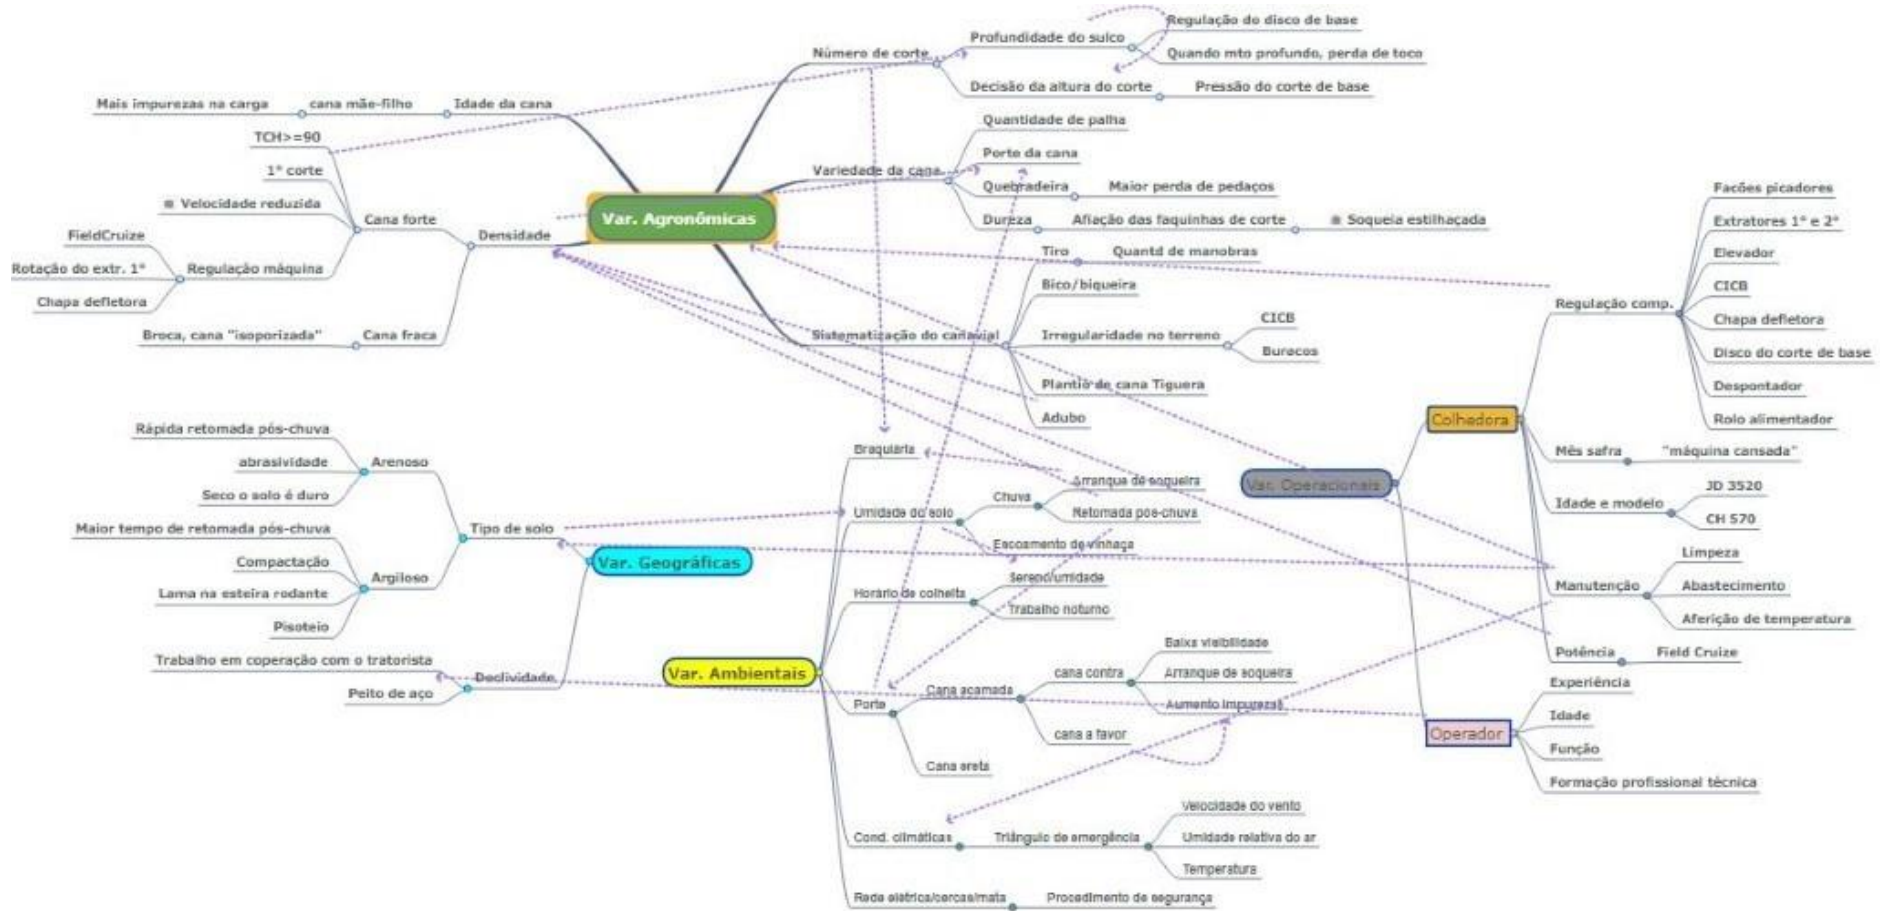 Regulação do disco de base
Profundidade do sulco
Número de corte
Quando mto profundo, perda de toco
Decisão da altura do corte
Pressão do corte de base
Mais impurezas na carga
cana mãe-filho
Idade da cana
TCH>=90
1° corte
Velocidade reduzida
Cana forte
FieldCruize
Rotação do extr. 1°
Regulação máquina
Chapa defletora
Densidade
Broca, cana "isoporizada"
Cana fraca
Var. Agronômicas
Quantidade de palha
Porte da cana
Variedade da cana
Quebradeira
Maior perda de pedaços
Dureza
Afiação das faquinhas de corte
Soqueia estilhaçada
Tiro
Quantd de manobras
Bico/biqueira
Sistematização do canavial
Irregularidade no terreno
CICB
Buracos
Plantio de cana Tiguera
Adubo
Facões picadores
Extratores 1° e 2°
Elevador
CICB
Regulação comp.
Chapa defletora
Disco do corte de base
Despontador
Rolo alimentador
Colhedora
Mês safra
"máquina cansada"
Var. Operacionais
Idade e modelo
JD 3520
CH 570
Limpeza
Manutenção
Abastecimento
Aferição de temperatura
Potência
Field Cruize
Experiência
Idade
Operador
Função
Formação profissional técnica
Rápida retomada pós-chuva
abrasividade
Arenoso
Seco o solo é duro
Maior tempo de retomada pós-chuva
Tipo de solo
Compactação
Argiloso
Lama na esteira rodante
Pisoteio
Var. Geográficas
Trabalho em coperação com o tratorista
Declividade
Peito de aço
Braquiária
Arranque de soqueira
Chuva
Umidade do solo
Retomada pós-chuva
Escoamento de vinhaça
Sereno/umidade
Horário de colheita
Trabalho noturno
Var. Ambientais
Baixa visibilidade
cana contra
Arranque de soqueira
Cana acamada
Aumento impurezas
Porte
cana a favor
Cana ereta
Velocidade do vento
Cond. climáticas
Triângulo de emergência
Umidade relativa do ar
Temperatura
Rede elétrica/cercas/mata
Procedimento de segurança